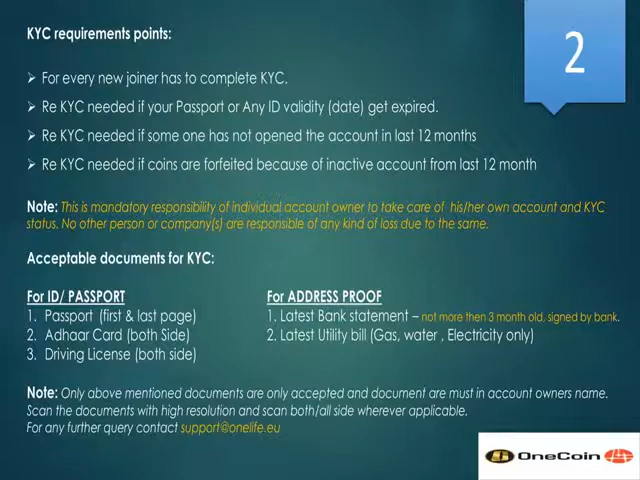 KYC requirements points:
2
➢ For every new joiner has to complete KYC.
➢ Re KYC needed if your Passport or Any ID validity (date) get expired.
➢ Re KYC needed if some one has not opened the account in last 12 months
➢ Re KYC needed if coins are forfeited because of inactive account from last 12 month
Note: This is mandatory responsibility of individual account owner to take care of his/her own account and KYC
status. No other person or company(s) are responsible of any kind of loss due to the same.
Acceptable documents for KYC:
For ID/ PASSPORT
1. Passport (first & last page)
2. Adhaar Card (both Side)
3. Driving License (both side)
For ADDRESS PROOF
1. Latest Bank statement – not more then 3 month old, signed by bank.
2. Latest Utility bill (Gas, water , Electricity only)
Note: Only above mentioned documents are only accepted and document are must in account owners name.
Scan the documents with high resolution and scan both/all side wherever applicable.
For any further query contact support@onelife.eu
OneCoin